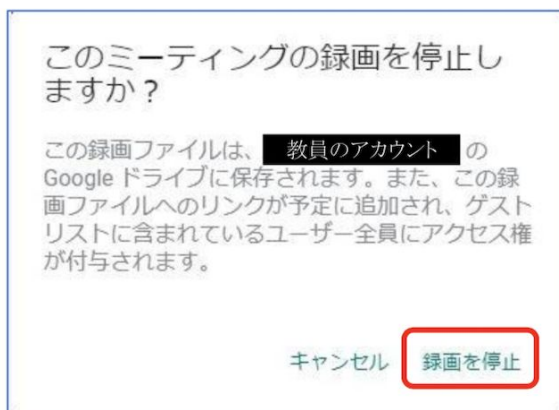 このミーティングの録画を停止し
ますか？
この録画ファイルは、 教員のアカウント の
Google ドライブに保存されます。また、この録
画ファイルへのリンクが予定に追加され、ゲスト
リストに含まれているユーザー全員にアクセス権
が付与されます。
キャンセル 録画を停止